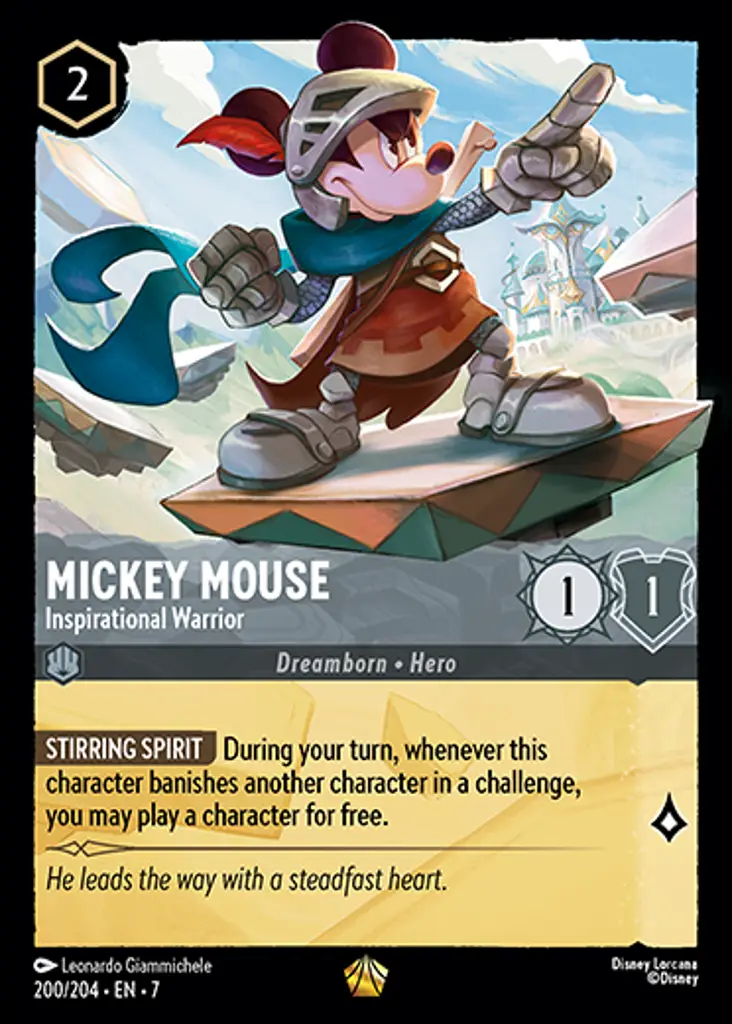 2
MICKEY MOUSE
Inspirational Warrior
1
1
Dreamborn • Hero
STIRRING SPIRIT During your turn, whenever this
character banishes another character in a challenge,
you may play a character for free.
He leads the way with a steadfast heart.
Leonardo Giammichele
200/204 • EN • 7
Disney Lorcana
©Disney